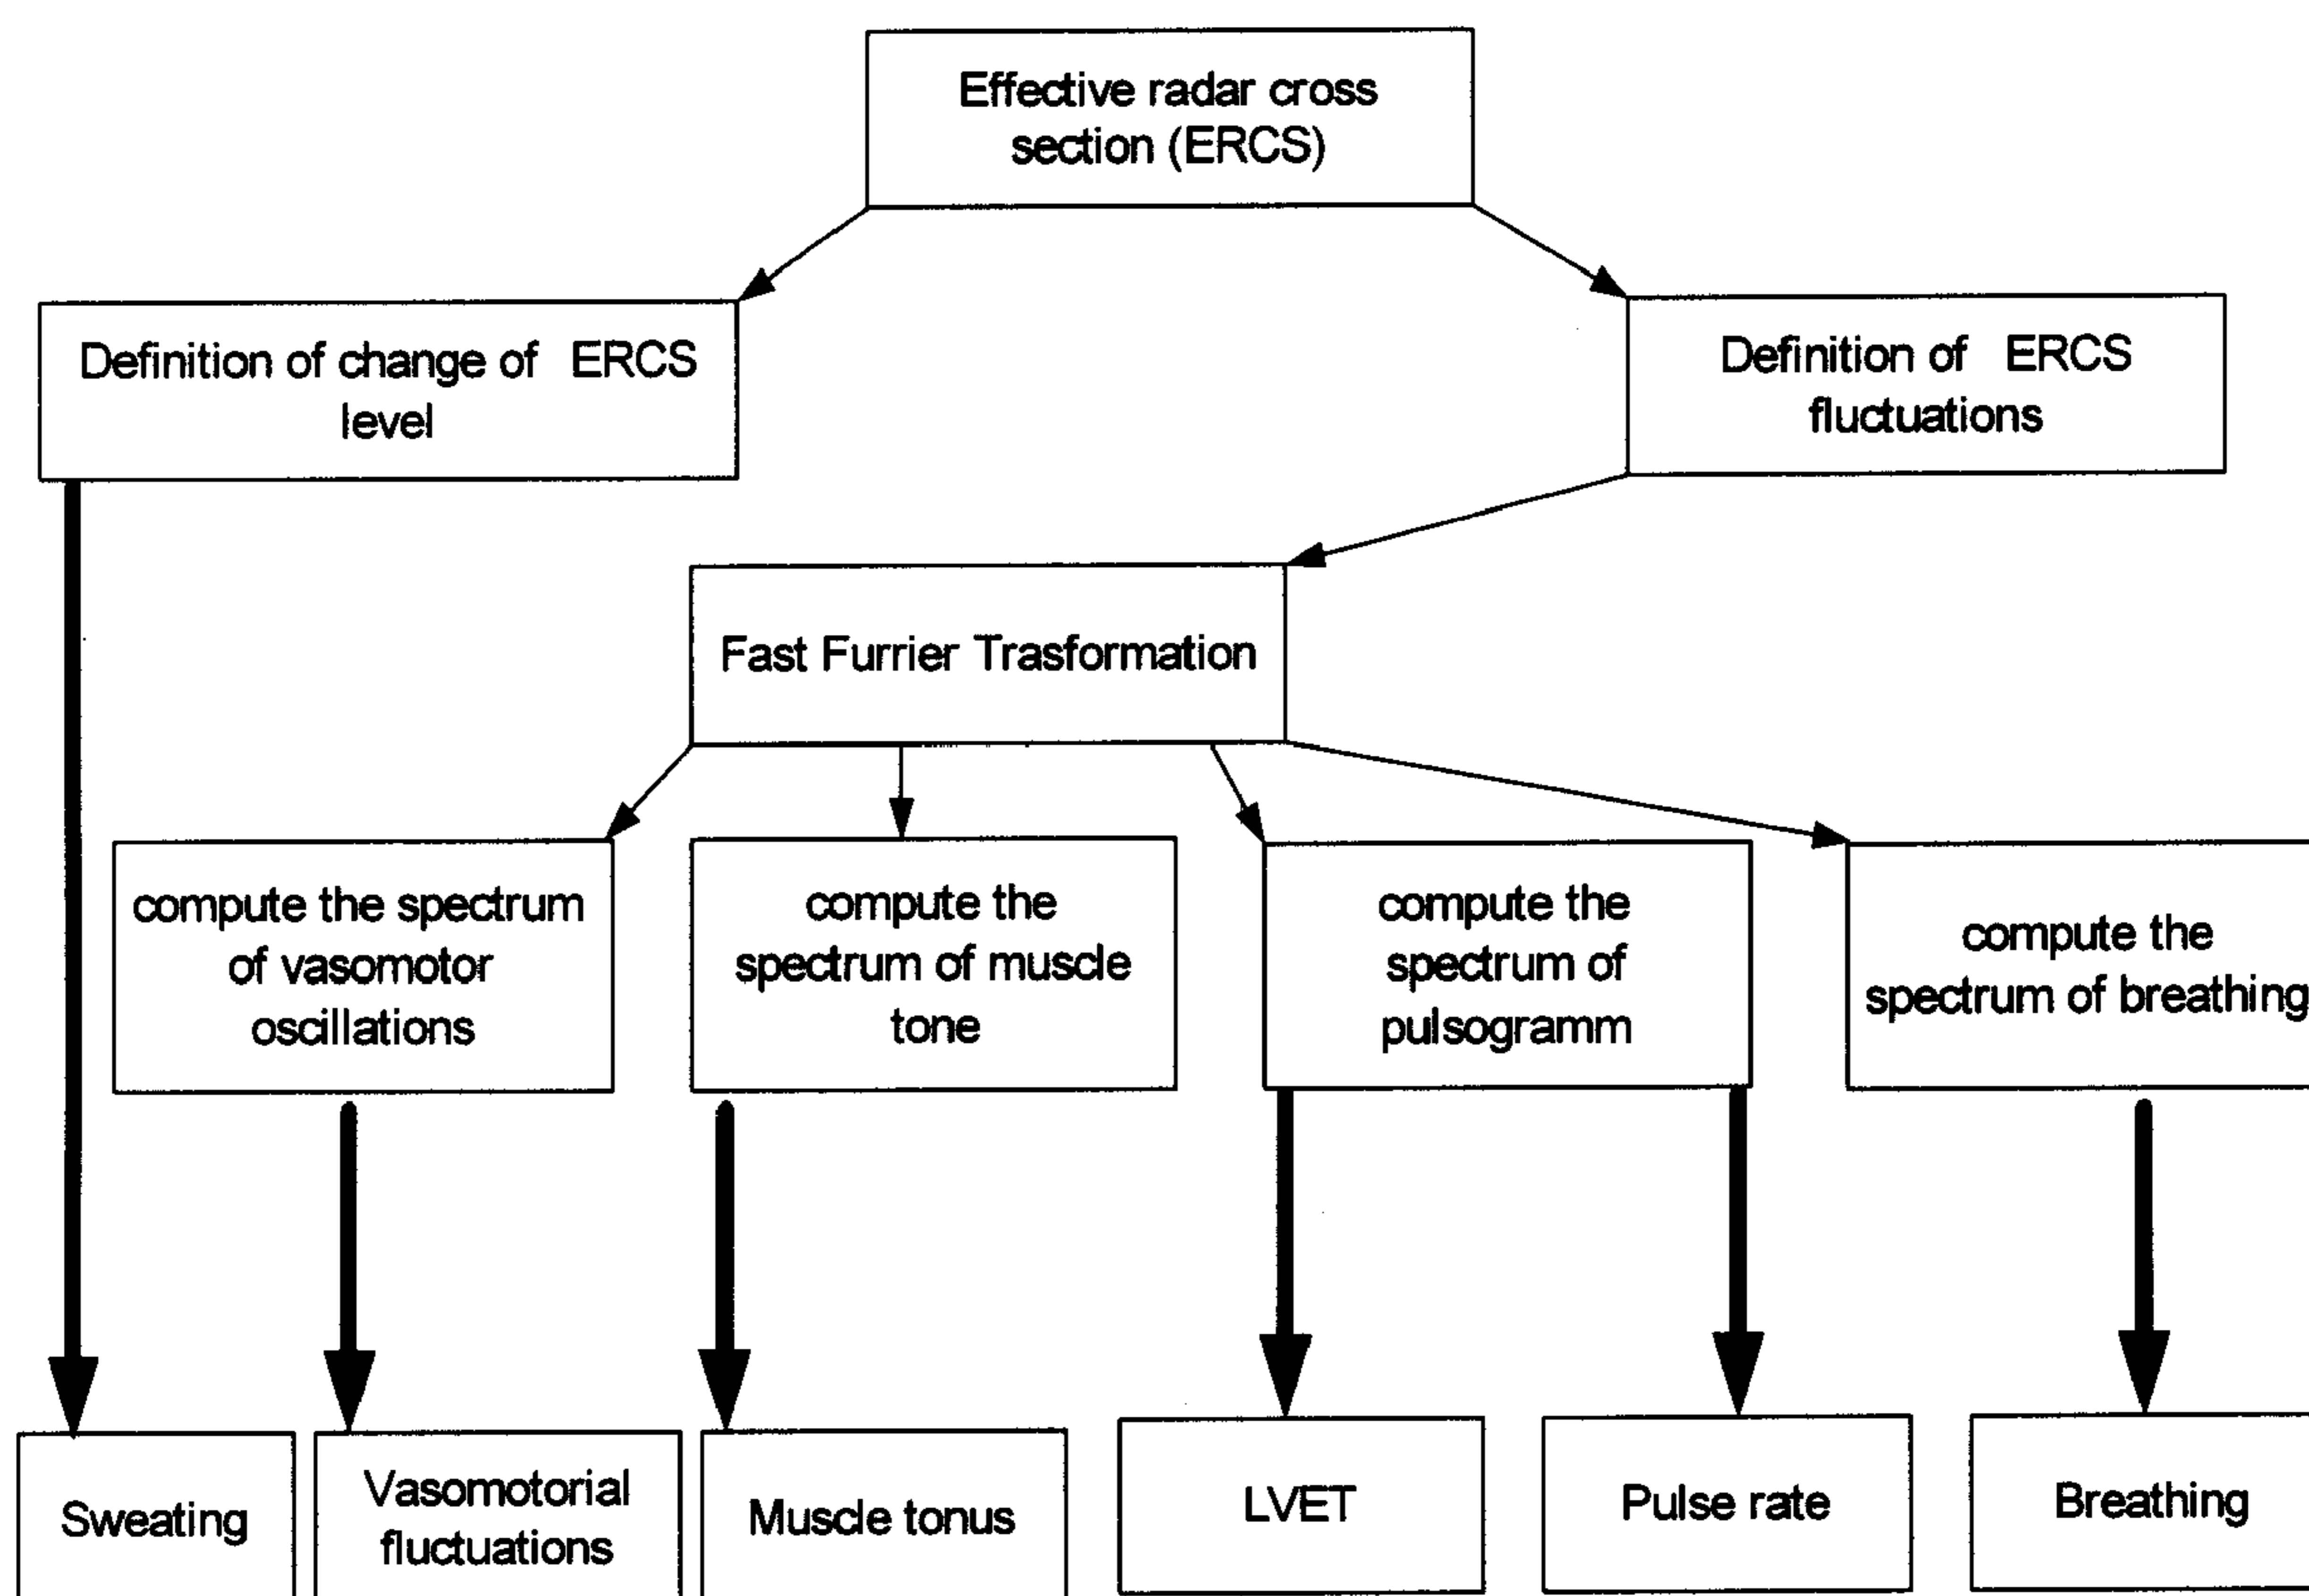 Effective radar cross
section (ERCS)
Definition of change of ERCS
level
Definition of ERCS
fluctuations
Fast Furrier Trasformation
compute the spectrum
of vasomotor
oscillations
compute the
spectrum of muscle
tone
compute the
spectrum of
pulsogramm
compute the
spectrum of breathing
Sweating
Vasomotorial
fluctuations
Muscle tonus
LVET
Pulse rate
Breathing